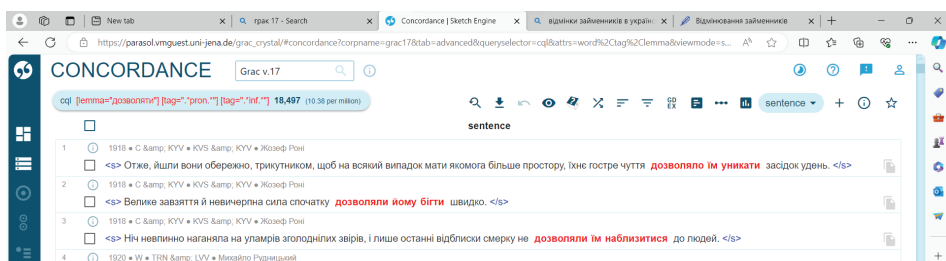 New tab
грак 17 - Search
Concordance | Sketch Engine
відмінки займенників в україн
Відмінювання займенників
https://parasol.vmguest.uni-jena.de/grac_crystal/#concordance?corpname=grac17&tab=advanced&queryselector=cql&attrs=word%2Ctag%2Clemma&viewmode=s...
CONCORDANCE
Grac v.17
cql [lemma="дозволяти"] [tag=".*pron.*"] [tag=".*inf.*"] 18,497 (10.38 per million)
GD EX
sentence
sentence
1 1918 ● C &amp; KYV ● KVS &amp; KYV ● Жозеф Роні
<s> Отже, йшли вони обережно, трикутником, щоб на всякий випадок мати якомога більше простору, їхнє гостре чуття дозволяло їм уникати засідок удень. </s>
2 1918 ● C &amp; KYV ● KVS &amp; KYV ● Жозеф Роні
<s> Велике завзяття й невичерпна сила спочатку дозволяли йому бігти швидко. </s>
3 1918 ● C &amp; KYV ● KVS &amp; KYV ● Жозеф Роні
<s> Ніч невпинно наганяла на уламрів зголоднілих звірів, і лише останні відблиски смерку не дозволяли їм наблизитися до людей. </s>
4 1920 ● W ● TRN &amp; LVV ● Михайло Рудницький